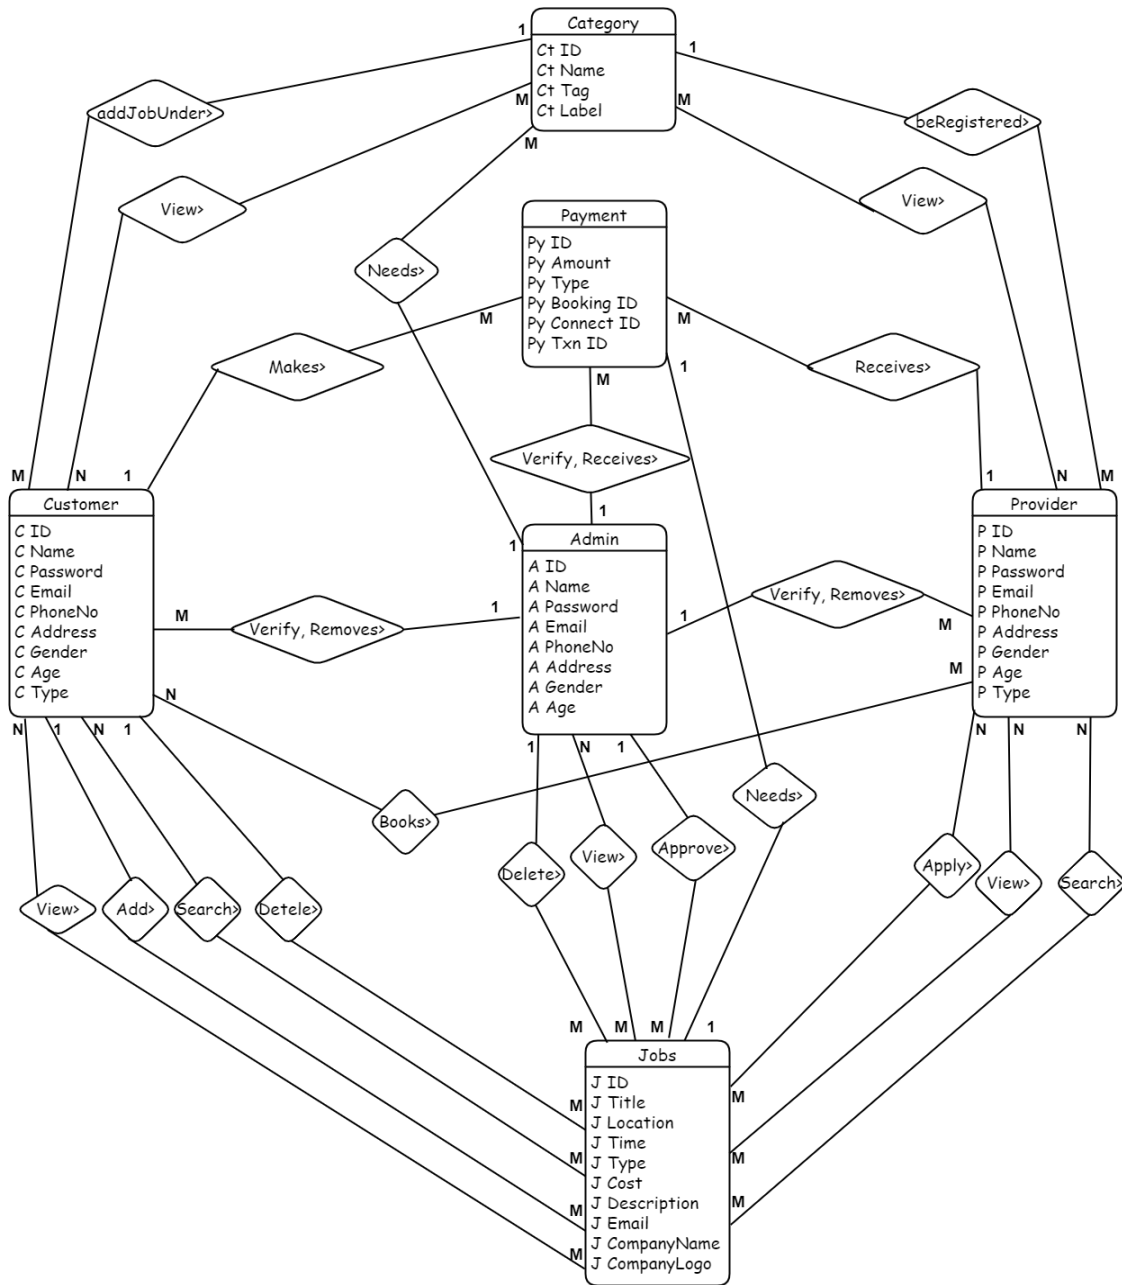 Category
Ct ID
Ct Name
Ct Tag
Ct Label
1
1
M
M
M
addJobUnder>
beRegistered>
View>
View>
Needs>
Payment
Py ID
Py Amount
Py Type
Py Booking ID
Py Connect ID
Py Txn ID
M
M
M
1
Makes>
Receives>
Verify, Receives>
M
N
1
1
N
M
1
1
Customer
C ID
C Name
C Password
C Email
C PhoneNo
C Address
C Gender
C Age
C Type
Admin
A ID
A Name
A Password
A Email
A PhoneNo
A Address
A Gender
A Age
Provider
P ID
P Name
P Password
P Email
P PhoneNo
P Address
P Gender
P Age
P Type
M
Verify, Removes>
1
1
Verify, Removes>
M
N
M
Books>
Needs>
N
1
N
1
1
N
1
N
N
N
View>
Add>
Search>
Detele>
Delete>
View>
Approve>
Apply>
View>
Search>
M
M
M
1
Jobs
J ID
J Title
J Location
J Time
J Type
J Cost
J Description
J Email
J CompanyName
J CompanyLogo
M
M
M
M
M
M
M